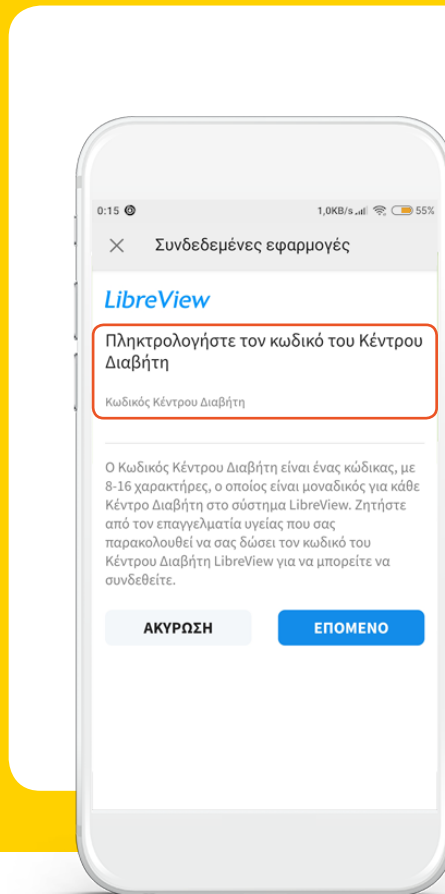 0:15 1,0KB/s 55%
Συνδεδεμένες εφαρμογές
LibreView
Πληκτρολογήστε τον κωδικό του Κέντρου
Διαβήτη
Κωδικός Κέντρου Διαβήτη
Ο Κωδικός Κέντρου Διαβήτη είναι ένας κώδικας, με
8-16 χαρακτήρες, ο οποίος είναι μοναδικός για κάθε
Κέντρο Διαβήτη στο σύστημα LibreView. Ζητήστε
από τον επαγγελματία υγείας που σας
παρακολουθεί να σας δώσει τον κωδικό του
Κέντρου Διαβήτη LibreView για να μπορείτε να
συνδεθείτε.
ΑΚΥΡΩΣΗ ΕΠΟΜΕΝΟ